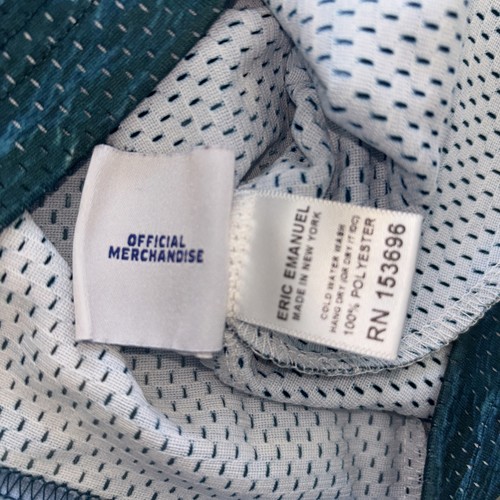 OFFICIAL
MERCHANDISE
ERIC EMANUEL
MADE IN NEW YORK
COLD WATER WASH
HANG DRY (OR DRY IT IDC)
100% POLYESTER
RN 153696